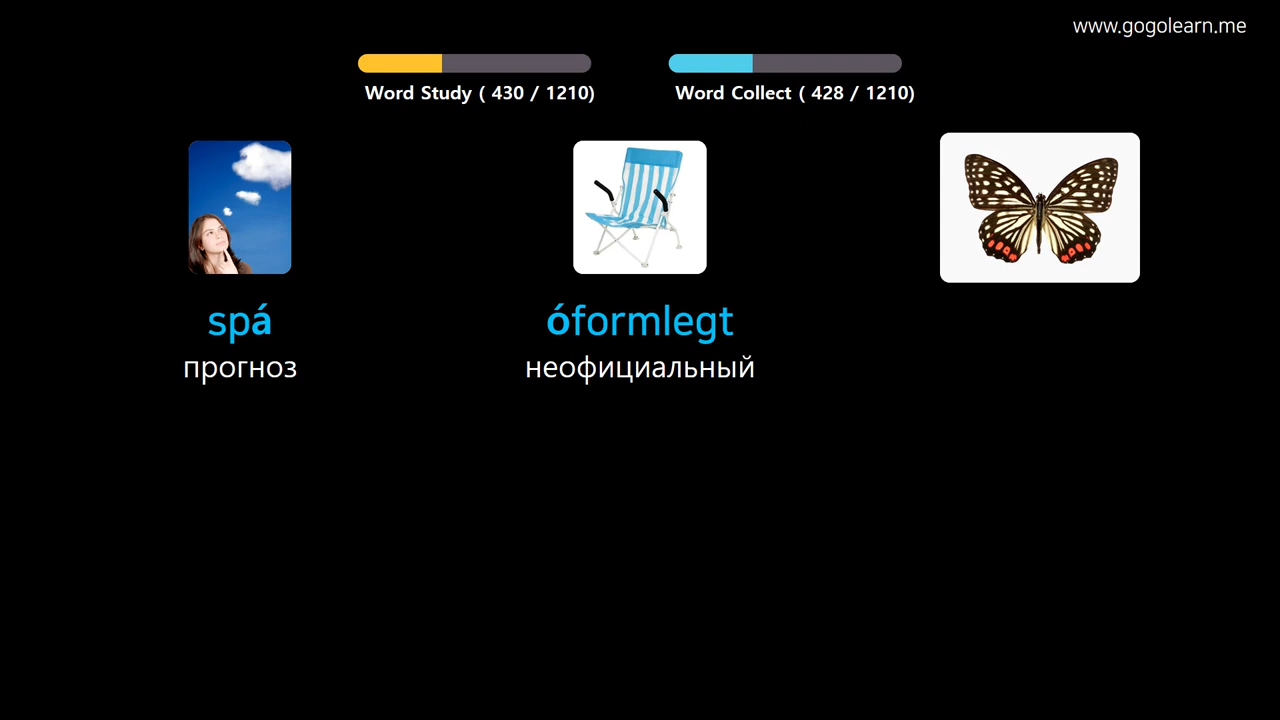 www.gogolearn.me
Word Study ( 430 / 1210)
Word Collect ( 428 / 1210)
spá
прогноз
óformlegt
неофициальный